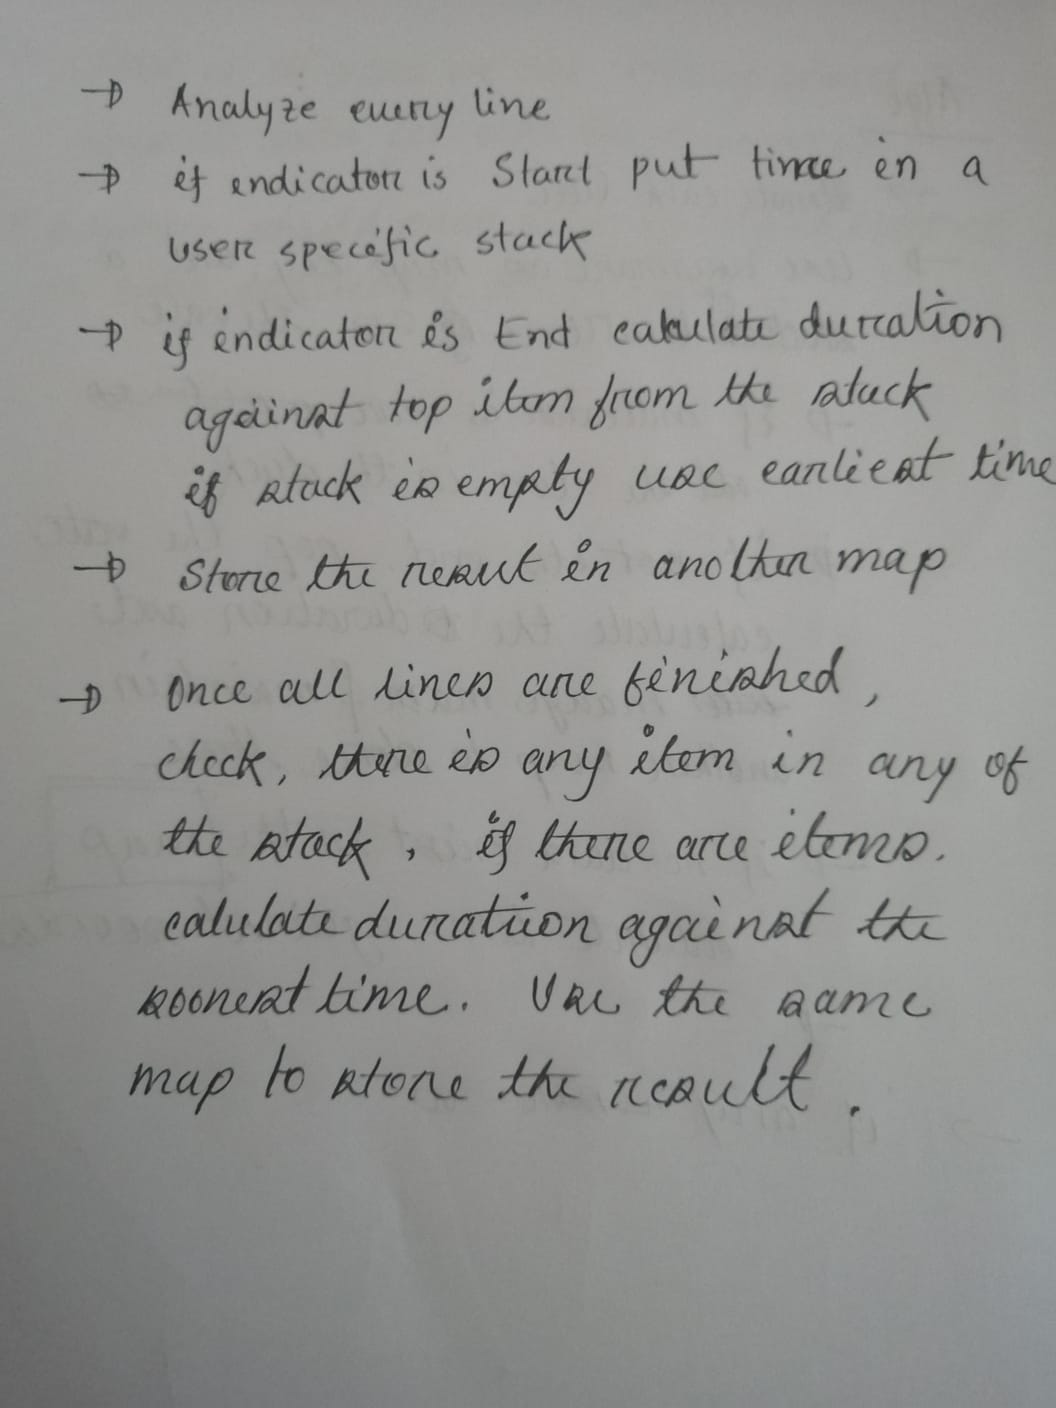 → Analyze every line
→ if indicator is Start put time in a
user specific stack
→ if indicator is End calulate duration
against top item from the stack
if stack is empty use earliest time
→ Store the resut in another map
→ Once all lines are finished,
check, there is any item in any of
the stack, if there are items.
calulate duration against the
soonest time. Use the same
map to store the result.